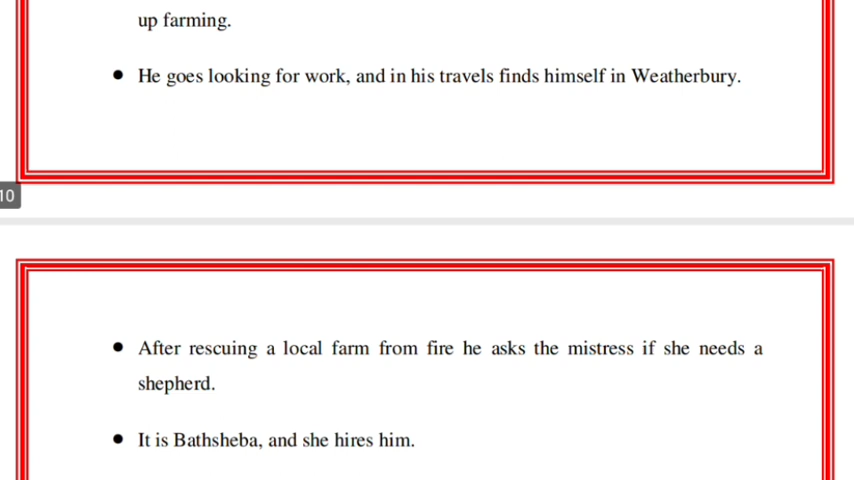 up farming.
● He goes looking for work, and in his travels finds himself in Weatherbury.
10
● After rescuing a local farm from fire he asks the mistress if she needs a
shepherd.
● It is Bathsheba, and she hires him.